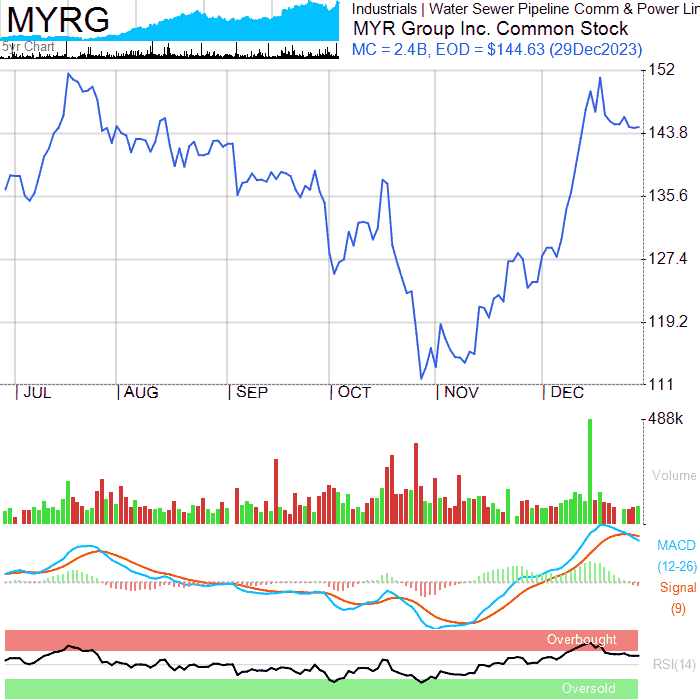 MYRG
5yr Chart
Industrials | Water Sewer Pipeline Comm & Power Lin
MYR Group Inc. Common Stock
MC = 2.4B, EOD = $144.63 (29Dec2023)
152
143.8
135.6
127.4
119.2
111
|JUL |AUG |SEP |OCT |NOV |DEC
488k
Volume
MACD
(12-26)
Signal
(9)
Overbought
RSI(14)
Oversold